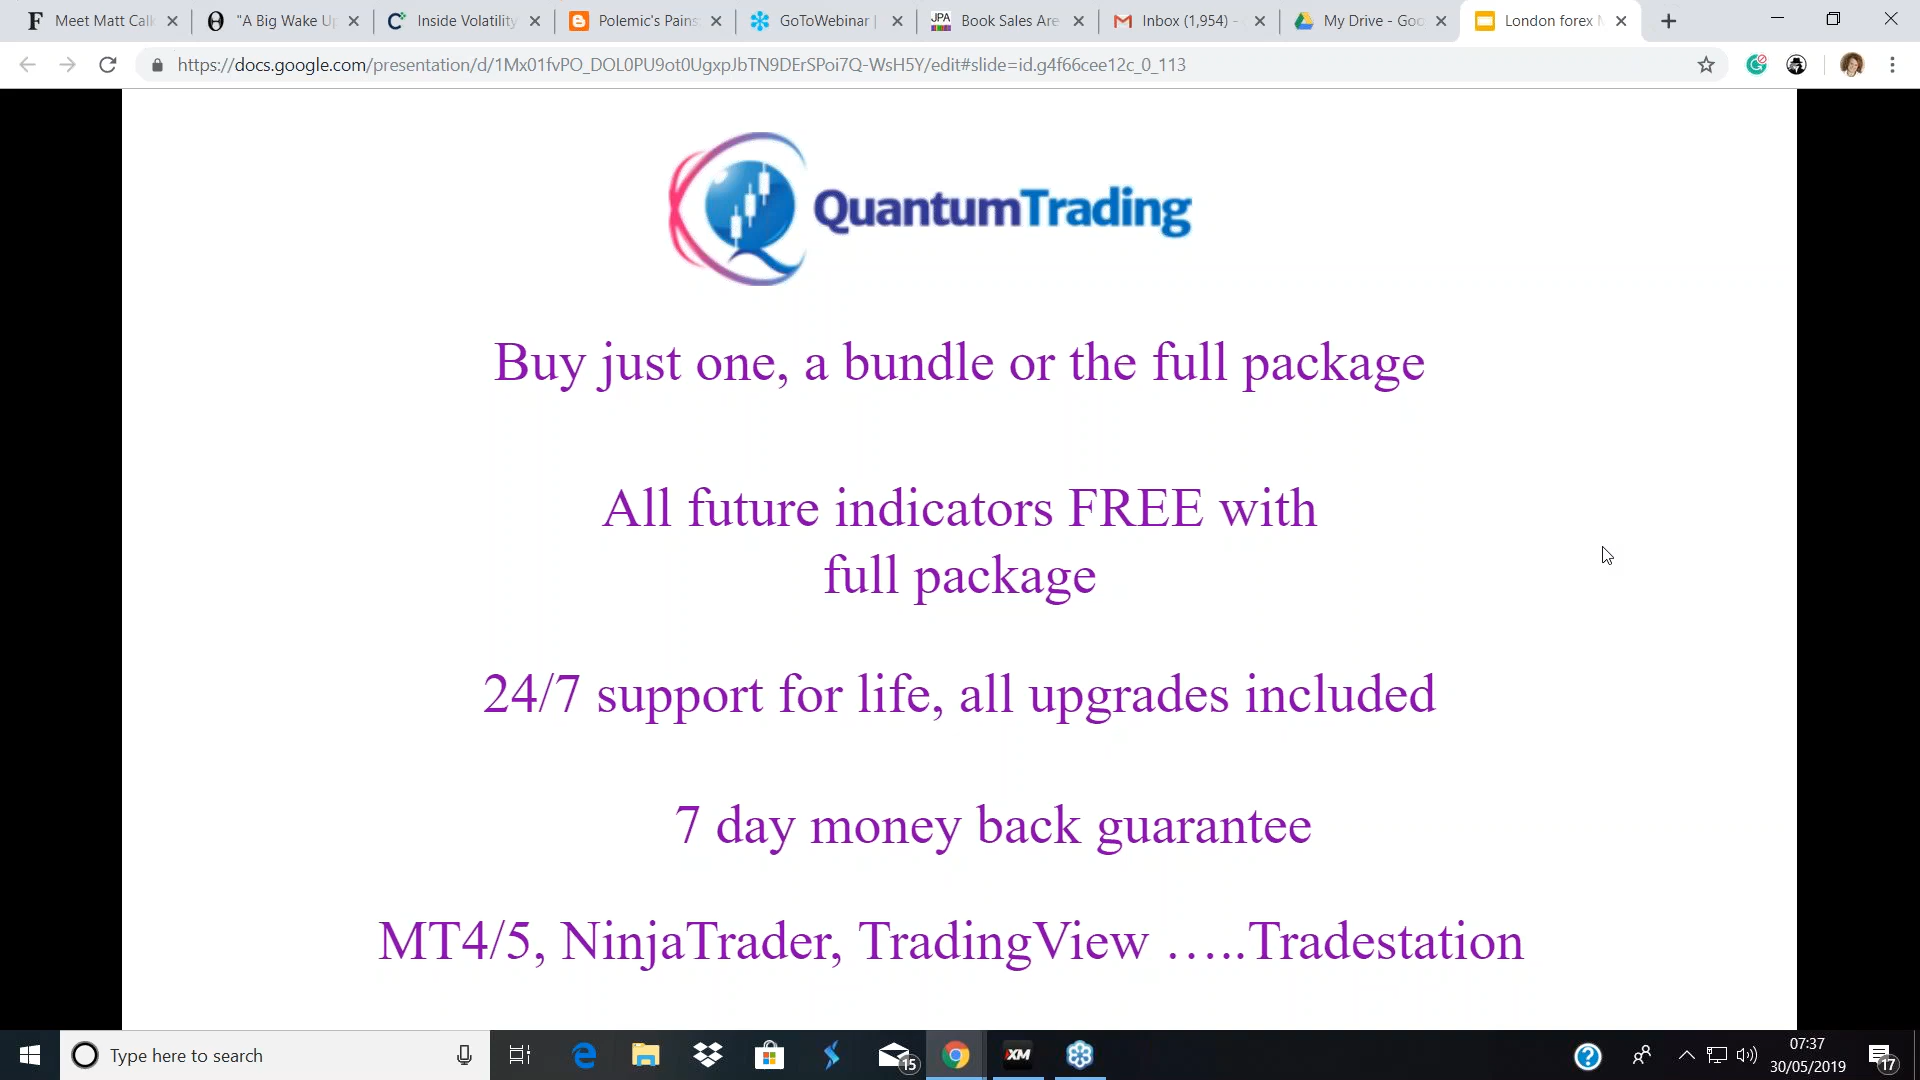 Meet Matt Calk
"A Big Wake Up
Inside Volatility
Polemic's Pains
GoToWebinar |
JPA
Book Sales Are
Inbox (1,954) -
My Drive - Goo
London forex M
https://docs.google.com/presentation/d/1Mx01fvPO_DOL0PU9ot0UgxpJbTN9DErSPoi7Q-WsH5Y/edit#slide=id.g4f66cee12c_0_113
QuantumTrading
Buy just one, a bundle or the full package
All future indicators FREE with
full package
24/7 support for life, all upgrades included
7 day money back guarantee
MT4/5, NinjaTrader, TradingView .....Tradestation
Type here to search
15
XM
07:37
30/05/2019
17